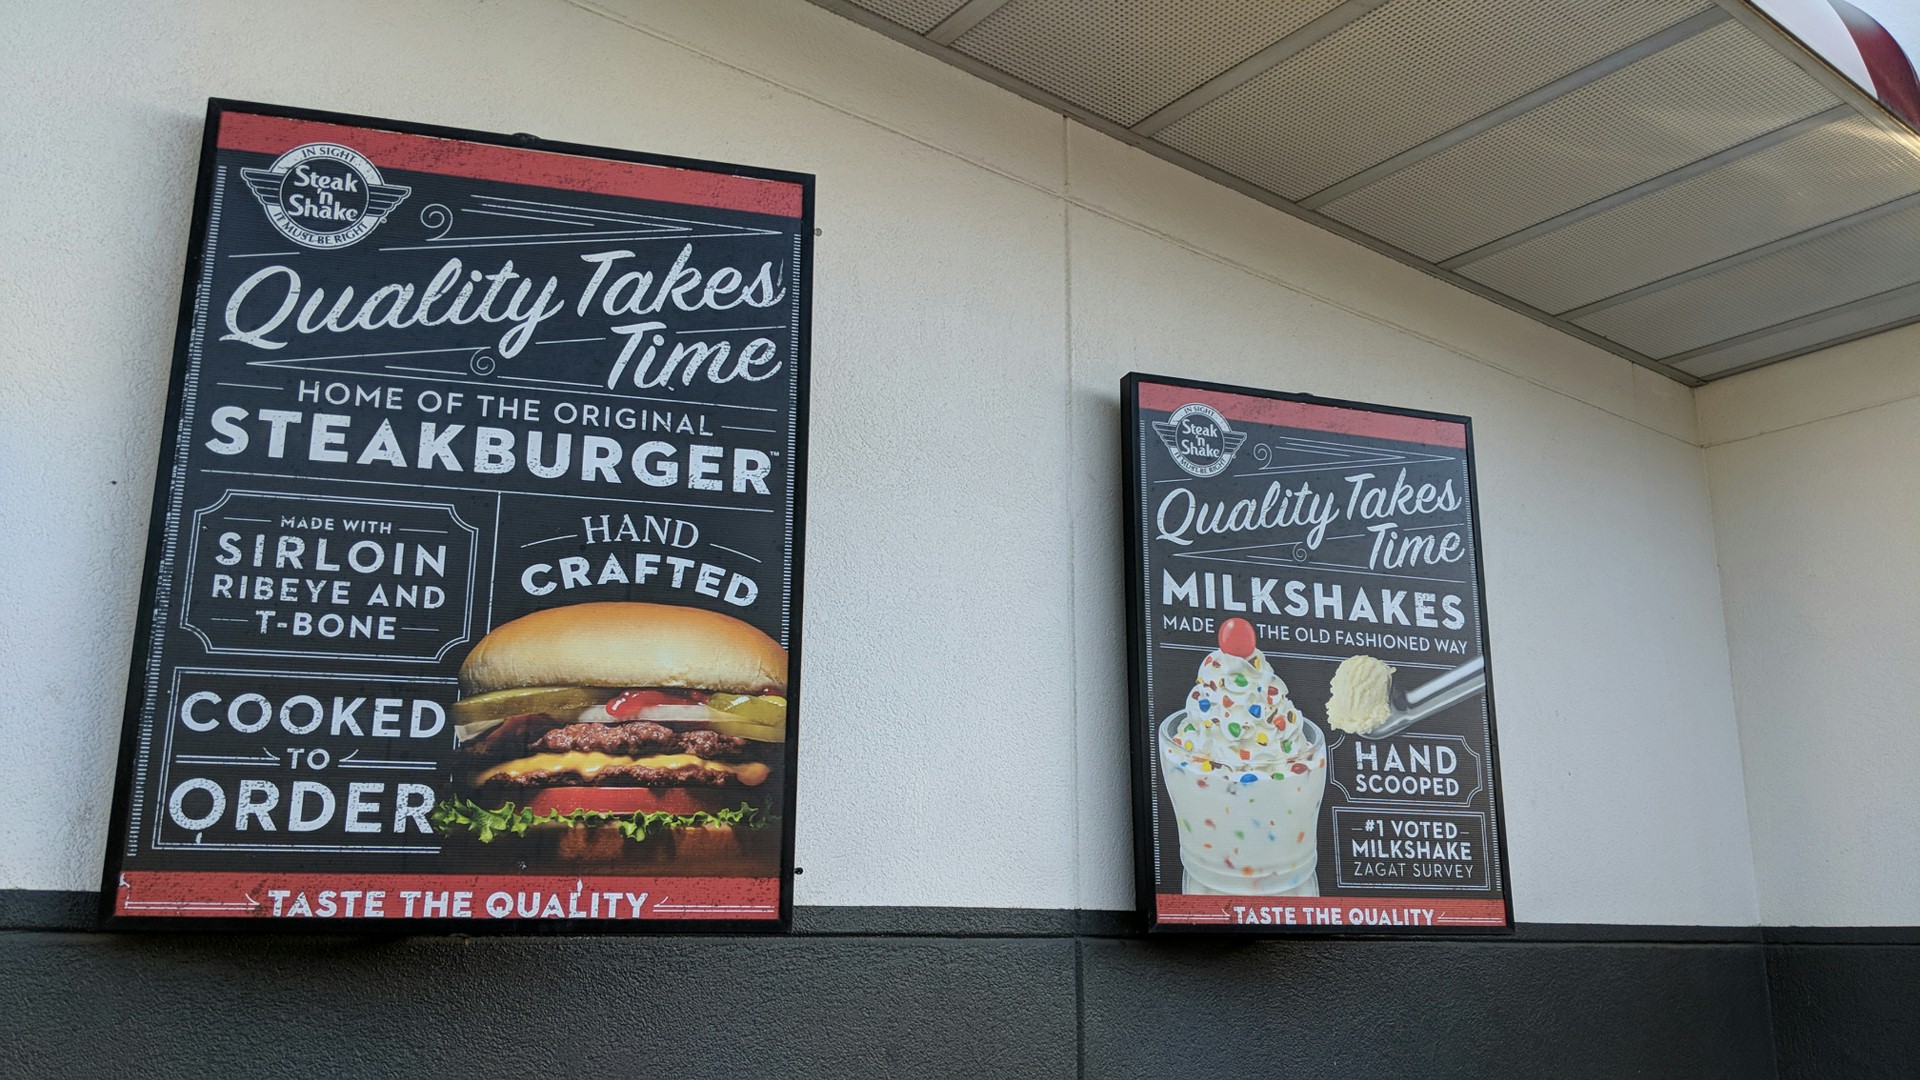 IN SIGHT
Steak
'n
Shake
IT MUST BE RIGHT
Quality Takes
Time
HOME OF THE ORIGINAL
STEAKBURGER™
MADE WITH
SIRLOIN
RIBEYE AND
T-BONE
HAND
CRAFTED
COOKED
TO
ORDER
TASTE THE QUALITY
IN SIGHT
Steak
'n
Shake
IT MUST BE RIGHT
Quality Takes
Time
MILKSHAKES
MADE THE OLD FASHIONED WAY
HAND
SCOOPED
#1 VOTED
MILKSHAKE
ZAGAT SURVEY
TASTE THE QUALITY